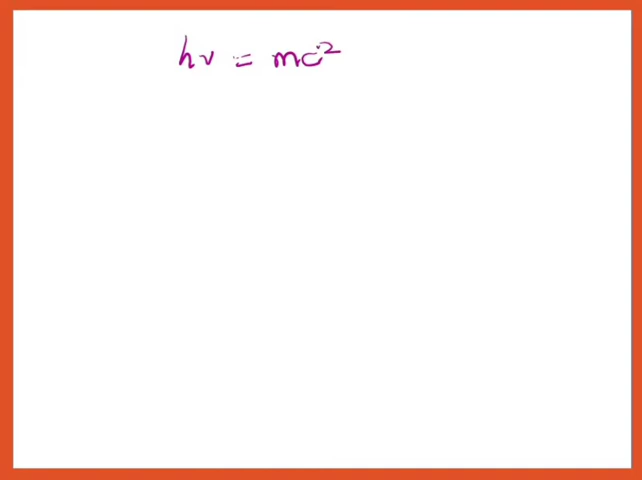 hν = mc²